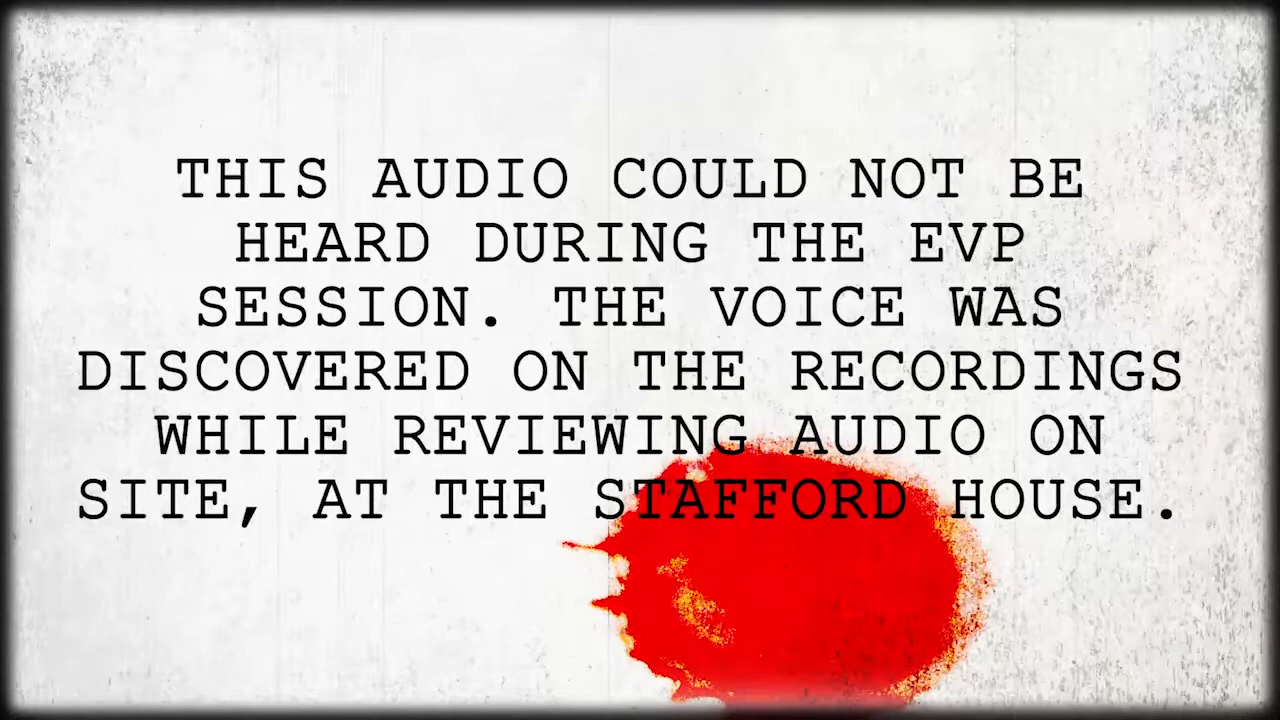 THIS AUDIO COULD NOT BE
HEARD DURING THE EVP
SESSION. THE VOICE WAS
DISCOVERED ON THE RECORDINGS
WHILE REVIEWING AUDIO ON
SITE, AT THE STAFFORD HOUSE.